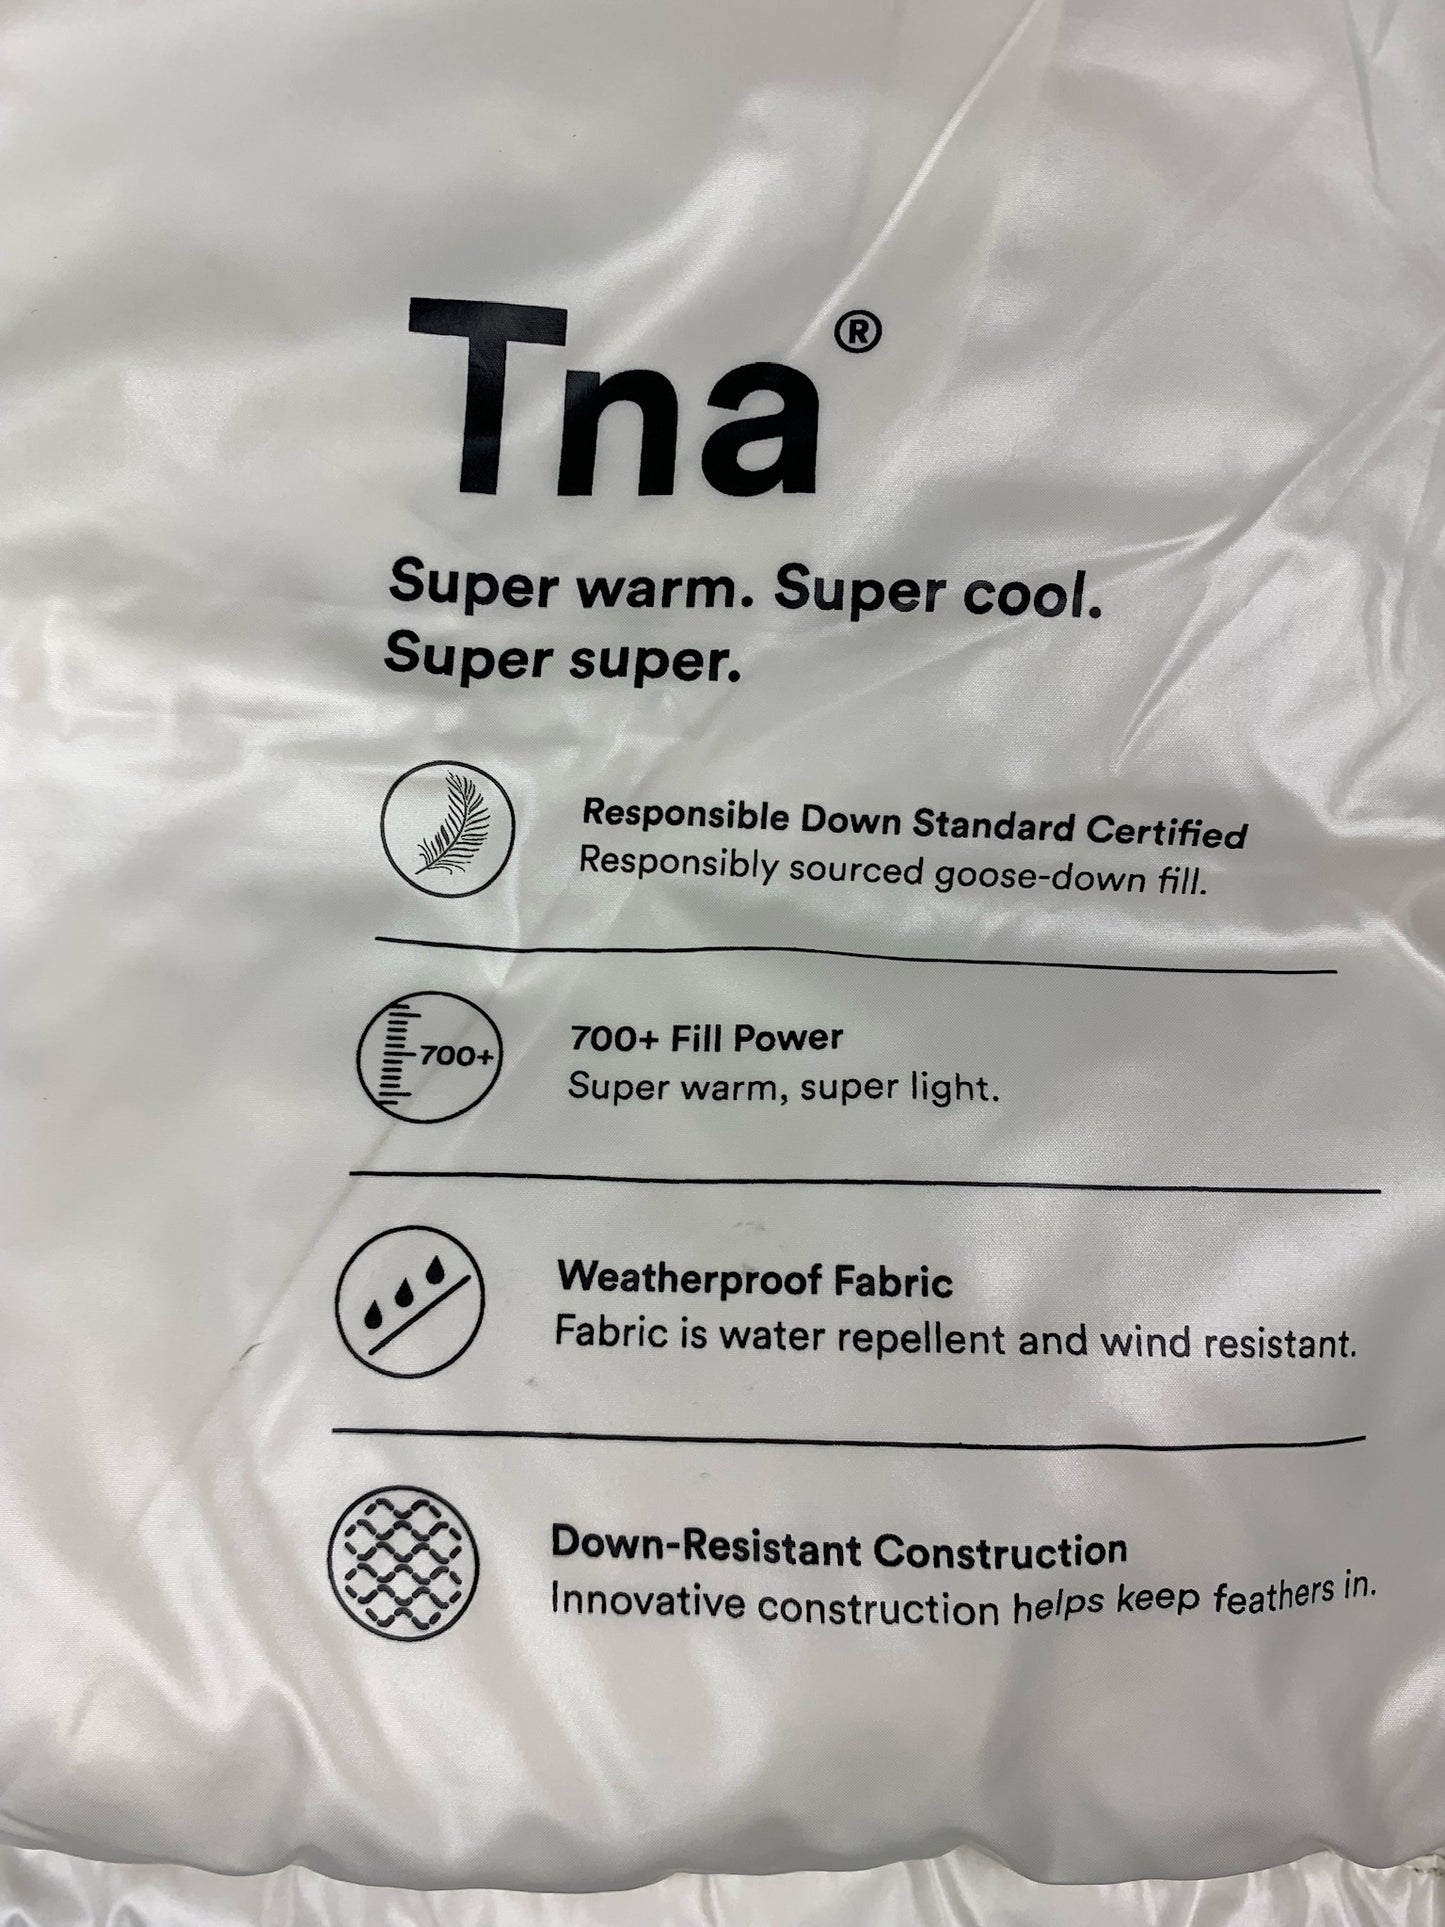 Tna®
Super warm. Super cool.
Super super.
Responsible Down Standard Certified
Responsibly sourced goose-down fill.
700+
700+ Fill Power
Super warm, super light.
Weatherproof Fabric
Fabric is water repellent and wind resistant.
Down-Resistant Construction
Innovative construction helps keep feathers in.